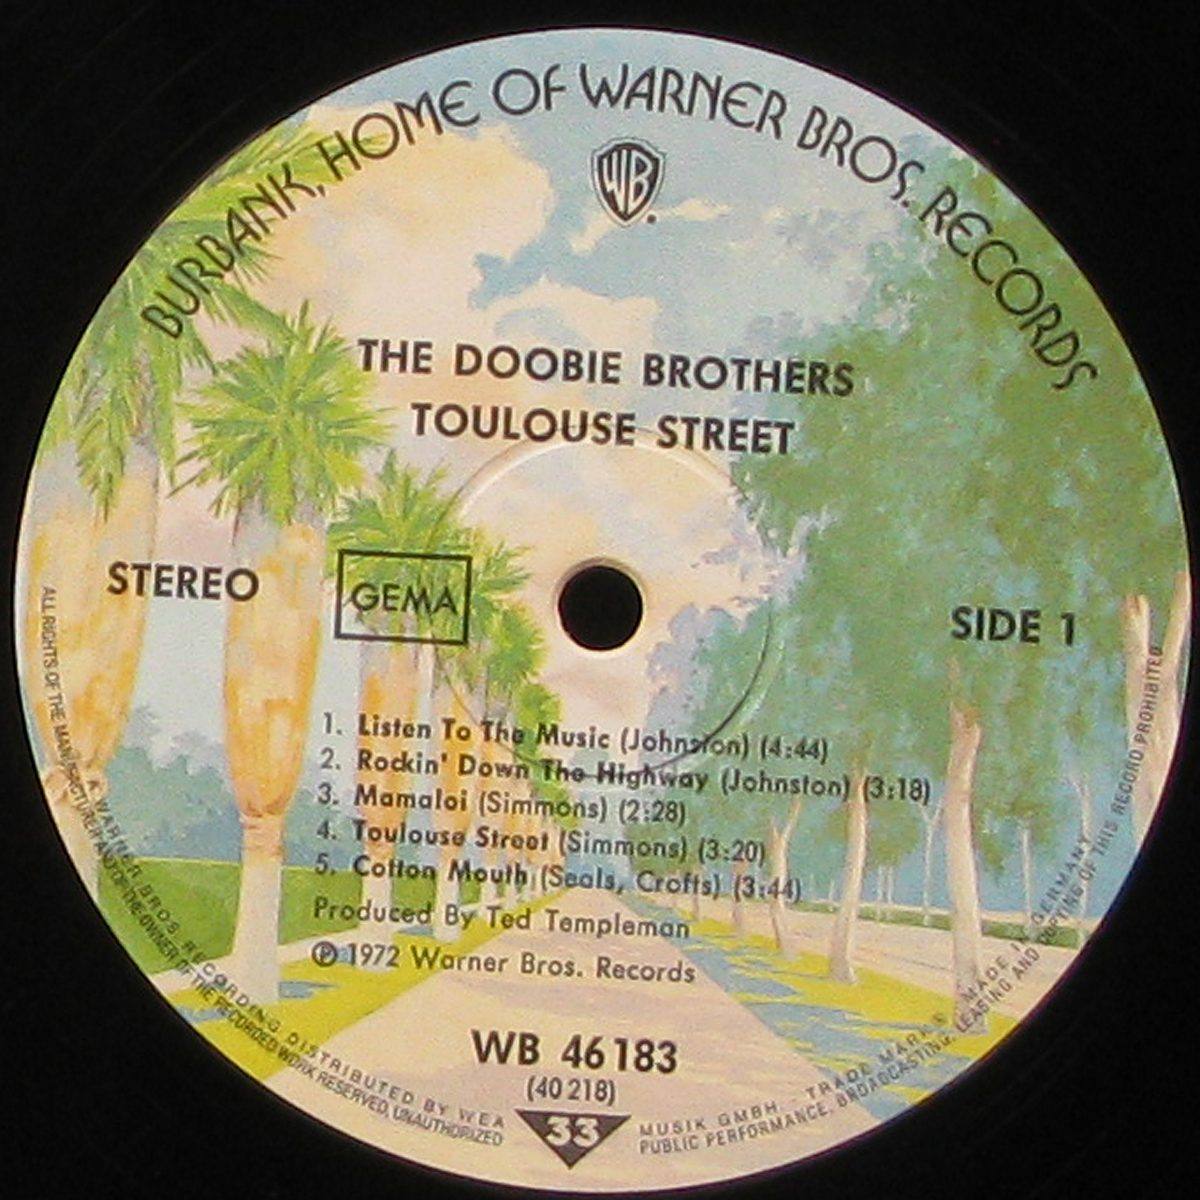 BURBANK, HOME OF WARNER BROS. RECORDS
WB
THE DOOBIE BROTHERS
TOULOUSE STREET
STEREO
GEMA
SIDE 1
1. Listen To The Music (Johnston) (4:44)
2. Rockin' Down The Highway (Johnston) (3:18)
3. Mamaloi (Simmons) (2:28)
4. Toulouse Street (Simmons) (3:20)
5. Cotton Mouth (Seals, Crofts) (3:44)
Produced By Ted Templeman
℗ 1972 Warner Bros. Records
WB 46 183
(40 218)
33
A WARNER BROS. RECORDING DISTRIBUTED BY WEA MUSIK GMBH · TRADE MARK ® MADE IN GERMANY
ALL RIGHTS OF THE MANUFACTURER AND OF THE OWNER OF THE RECORDED WORK RESERVED, UNAUTHORIZED PUBLIC PERFORMANCE, BROADCASTING, LEASING AND COPYING OF THIS RECORD PROHIBITED